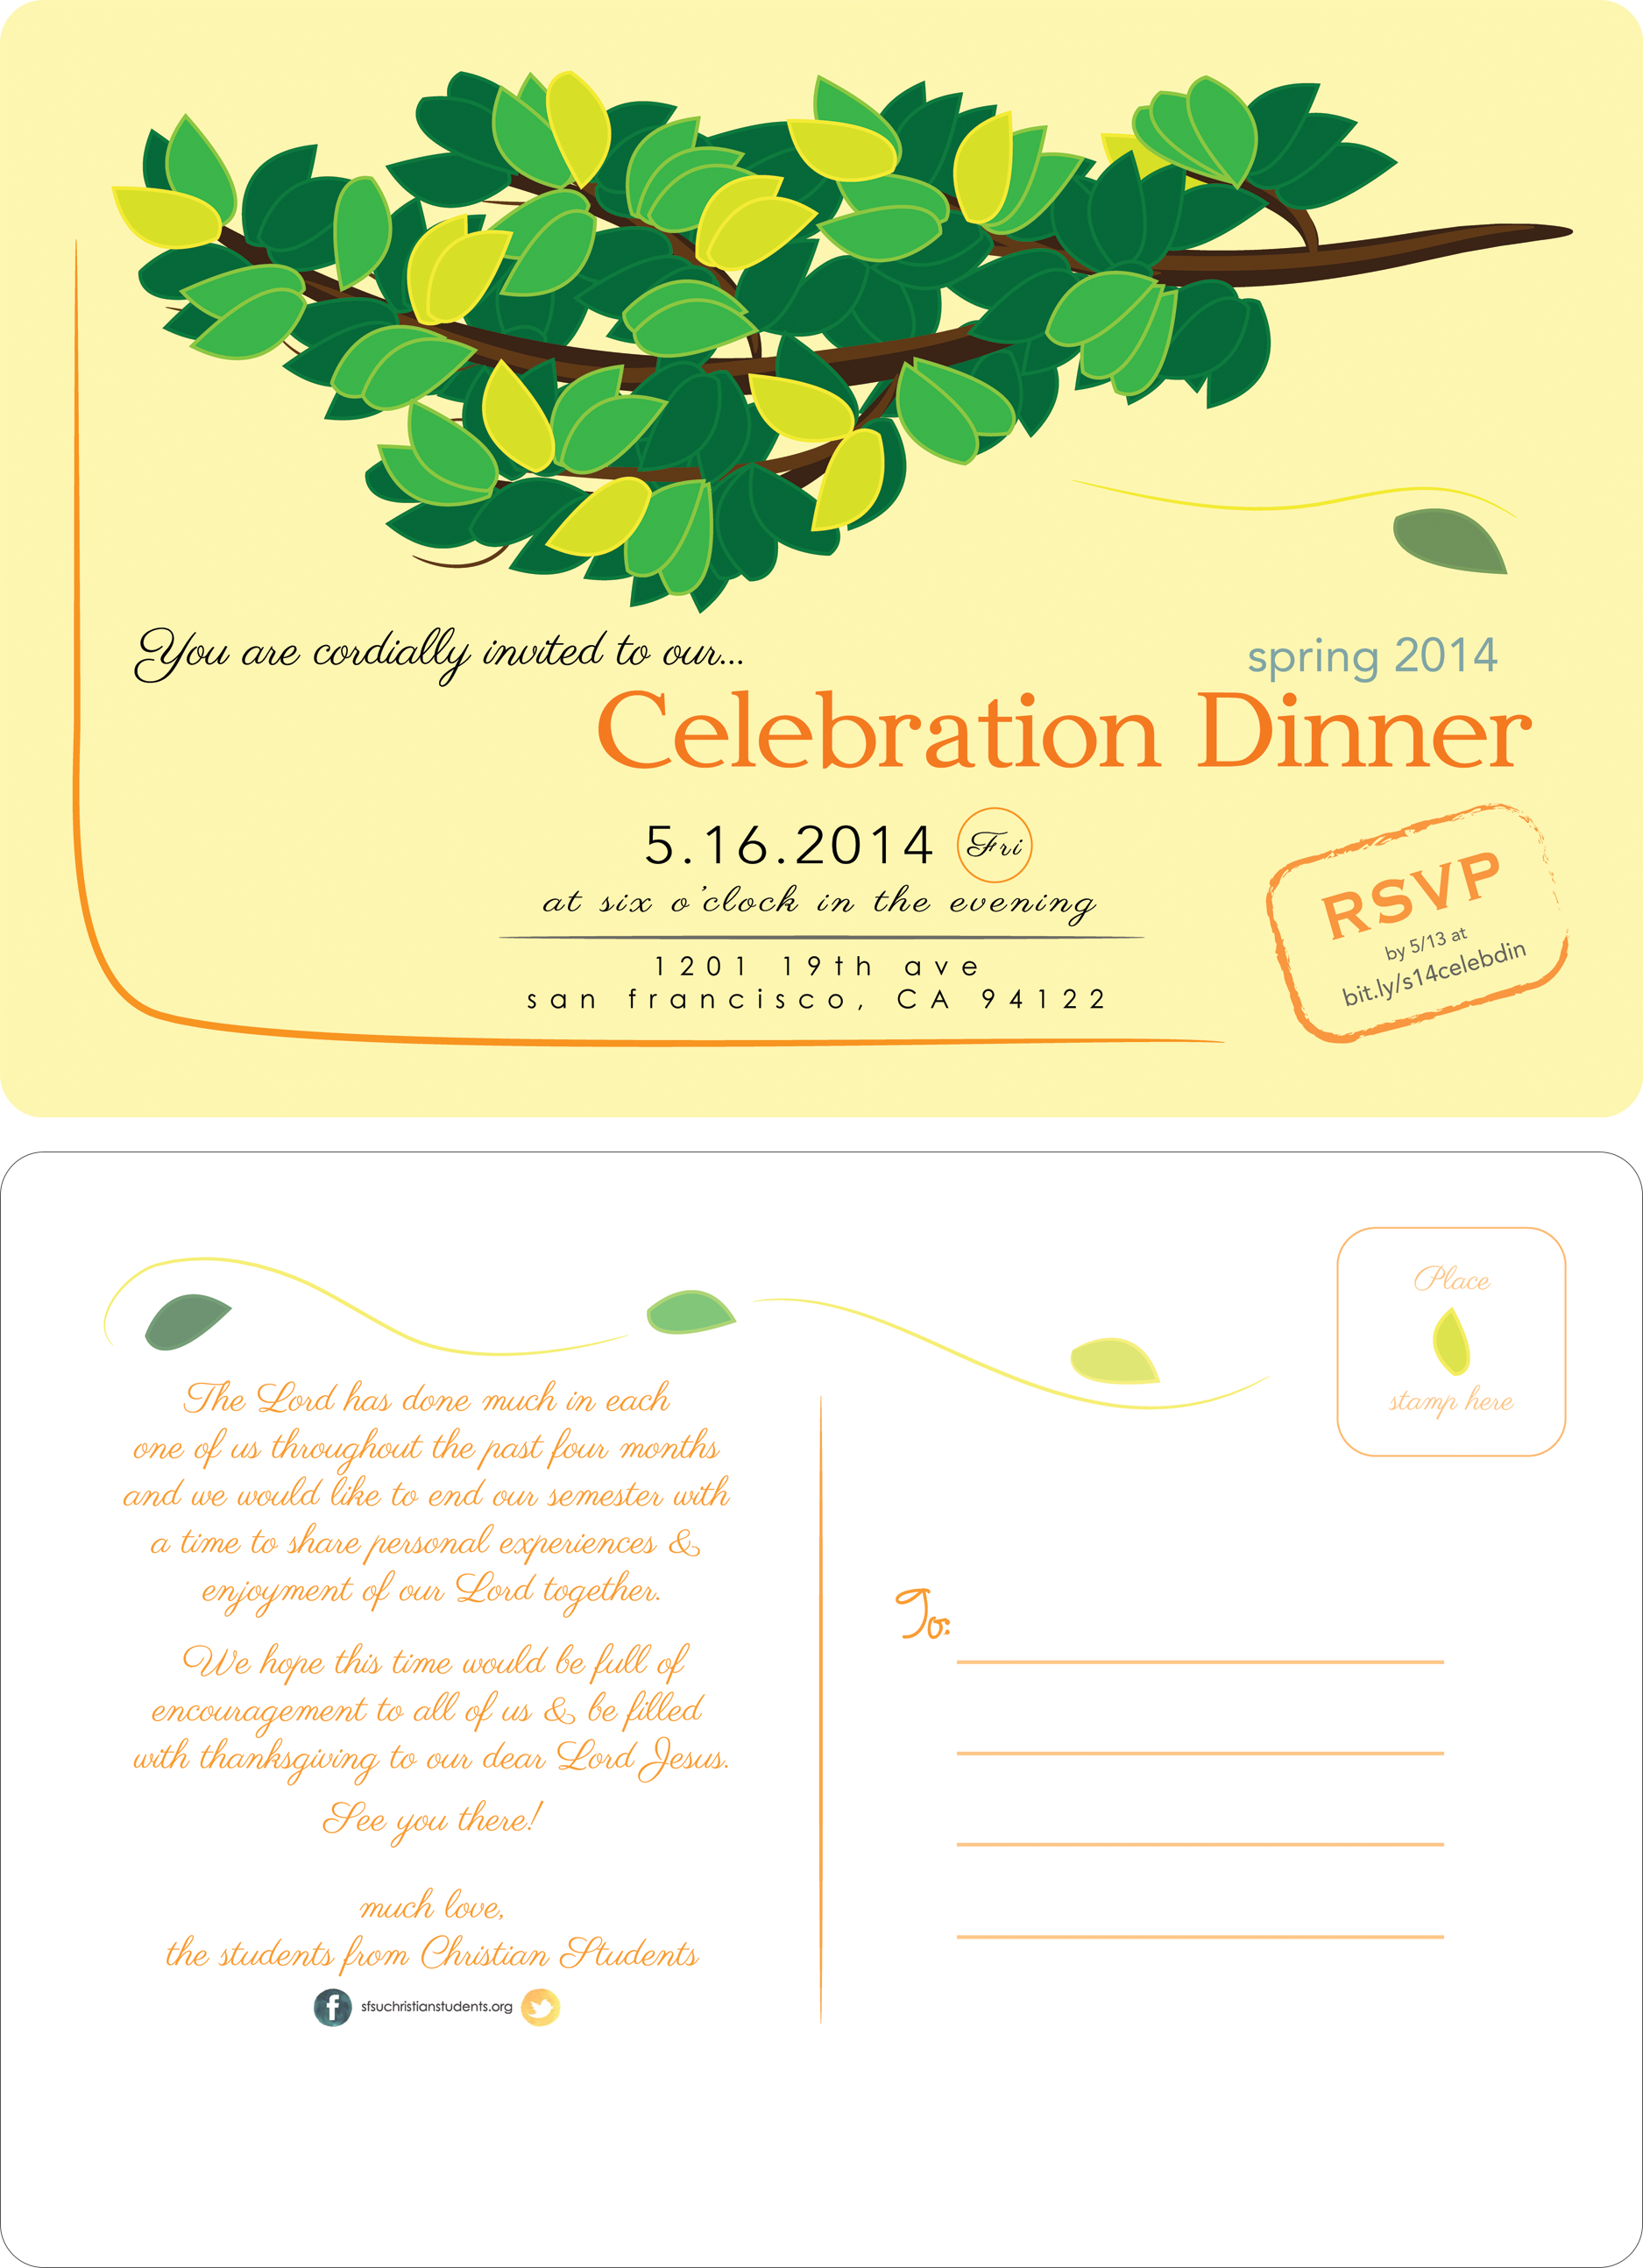 You are cordially invited to our...
spring 2014
Celebration Dinner
5.16.2014 Fri
at six o'clock in the evening
1201 19th ave
san francisco, CA 94122
RSVP
by 5/13 at
bit.ly/s14celebdin
Place
stamp here
The Lord has done much in each
one of us throughout the past four months
and we would like to end our semester with
a time to share personal experiences &
enjoyment of our Lord together.
We hope this time would be full of
encouragement to all of us & be filled
with thanksgiving to our dear Lord Jesus.
See you there!
much love,
the students from Christian Students
f sfsuchristianstudents.org
To: